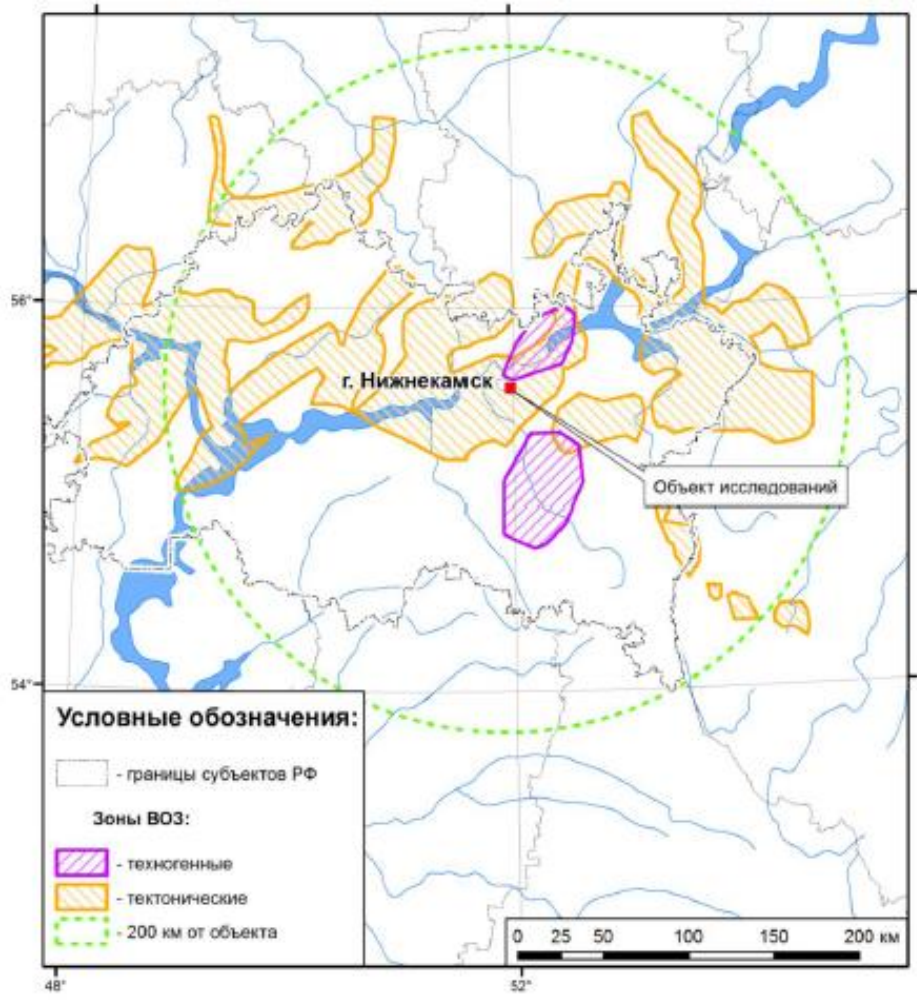 56°
г. Нижнекамск
Объект исследований
54°
Условные обозначения:
- границы субъектов РФ
Зоны ВОЗ:
- техногенные
- тектонические
- 200 км от объекта
0 25 50 100 150 200 км
48° 52°